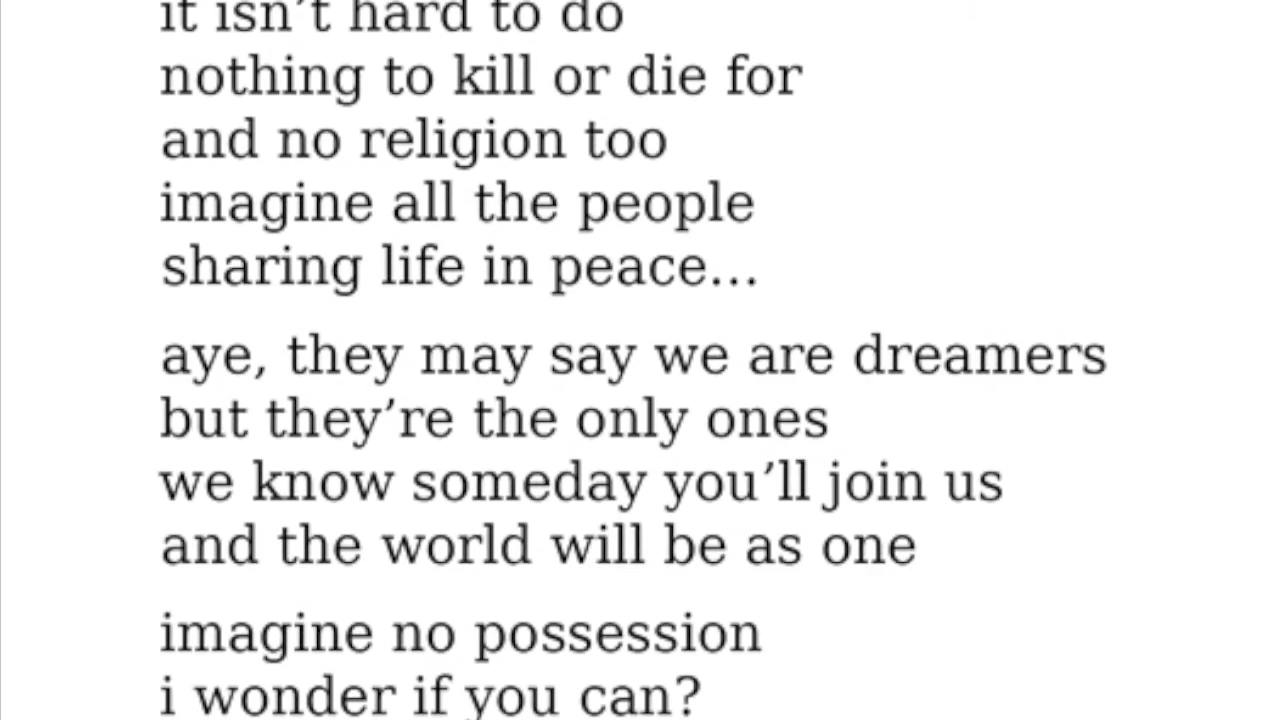 it isn’t hard to do
nothing to kill or die for
and no religion too
imagine all the people
sharing life in peace...
aye, they may say we are dreamers
but they’re the only ones
we know someday you’ll join us
and the world will be as one
imagine no possession
i wonder if you can?